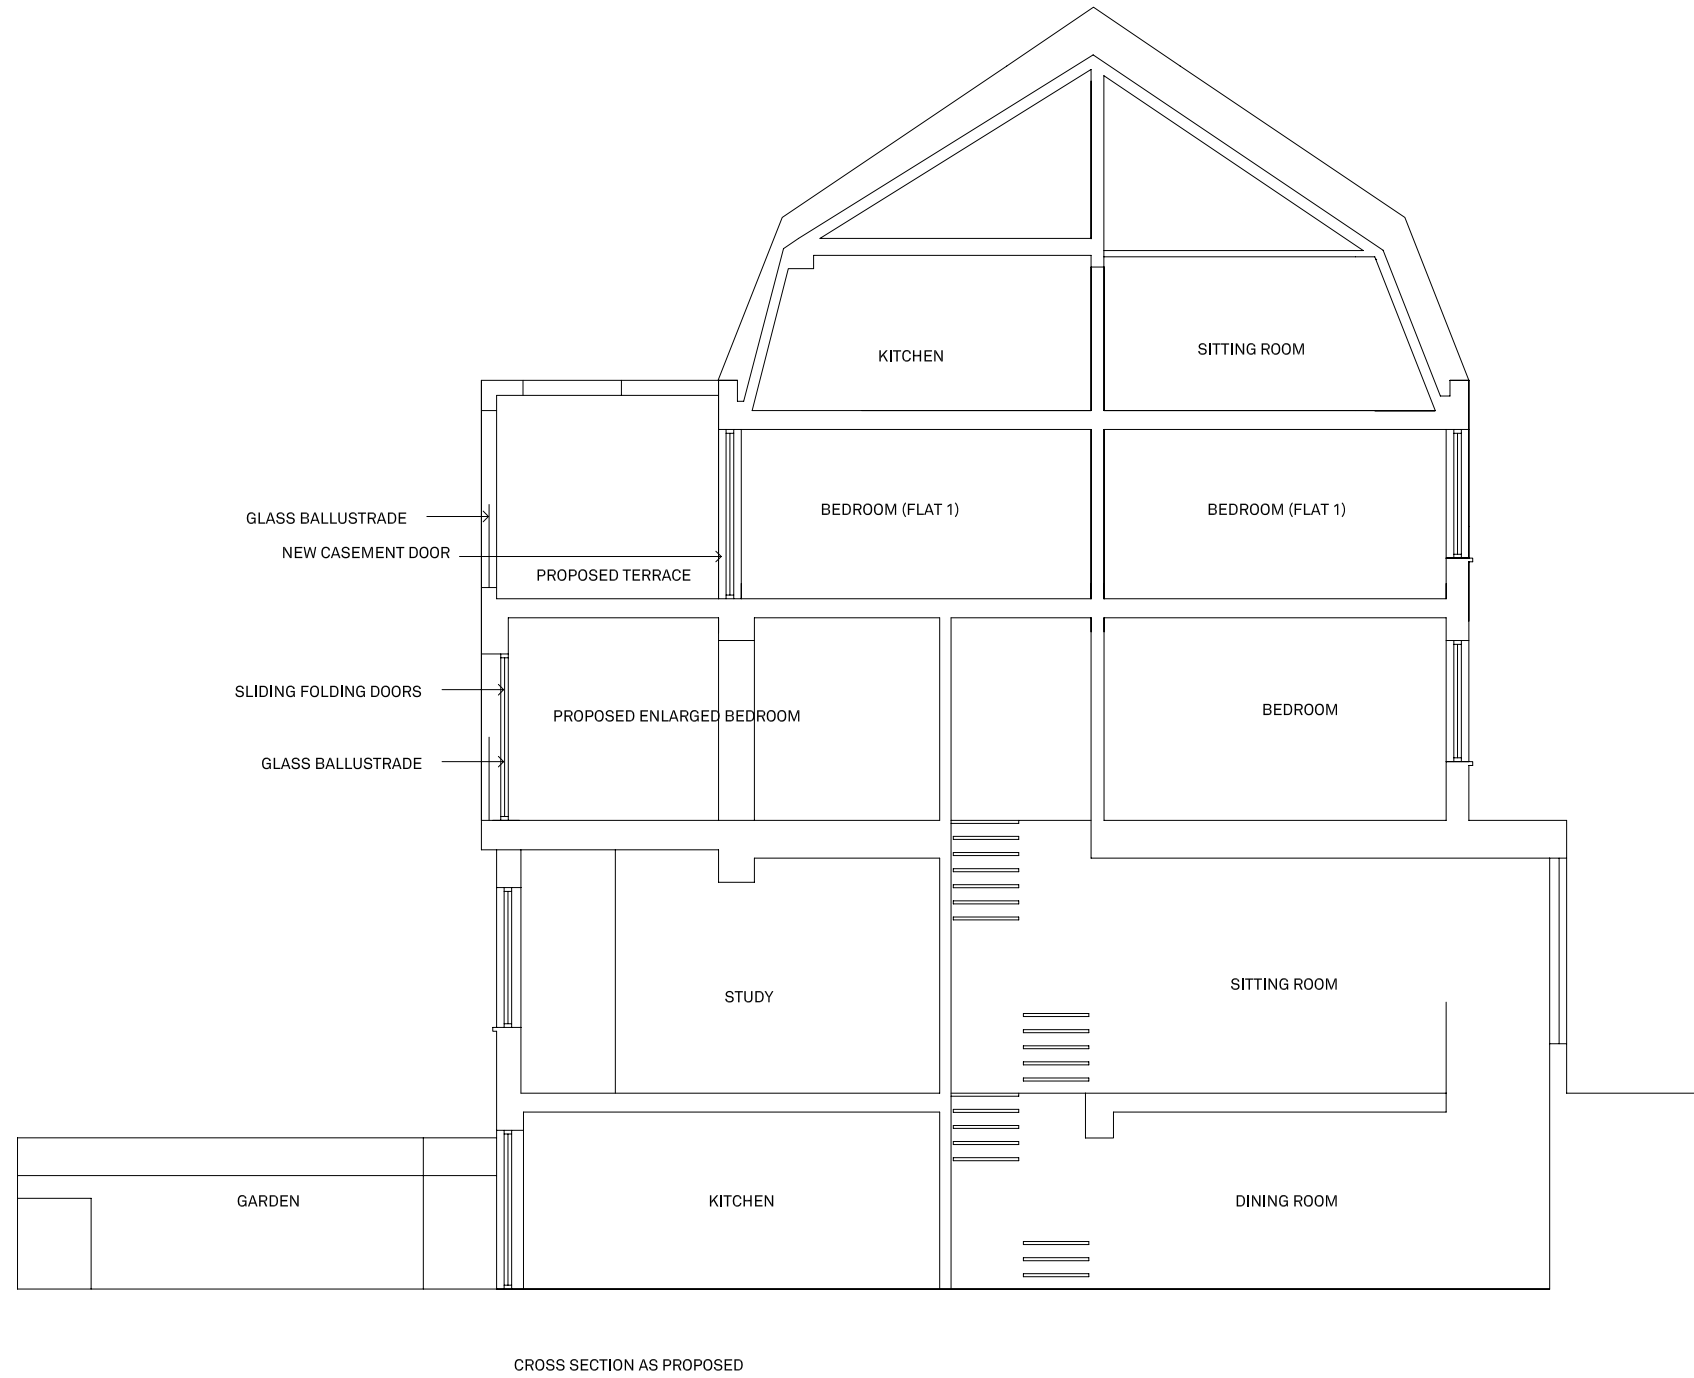 KITCHEN
SITTING ROOM
BEDROOM (FLAT 1)
BEDROOM (FLAT 1)
GLASS BALLUSTRADE
NEW CASEMENT DOOR
PROPOSED TERRACE
SLIDING FOLDING DOORS
PROPOSED ENLARGED BEDROOM
BEDROOM
GLASS BALLUSTRADE
STUDY
SITTING ROOM
GARDEN
KITCHEN
DINING ROOM
CROSS SECTION AS PROPOSED